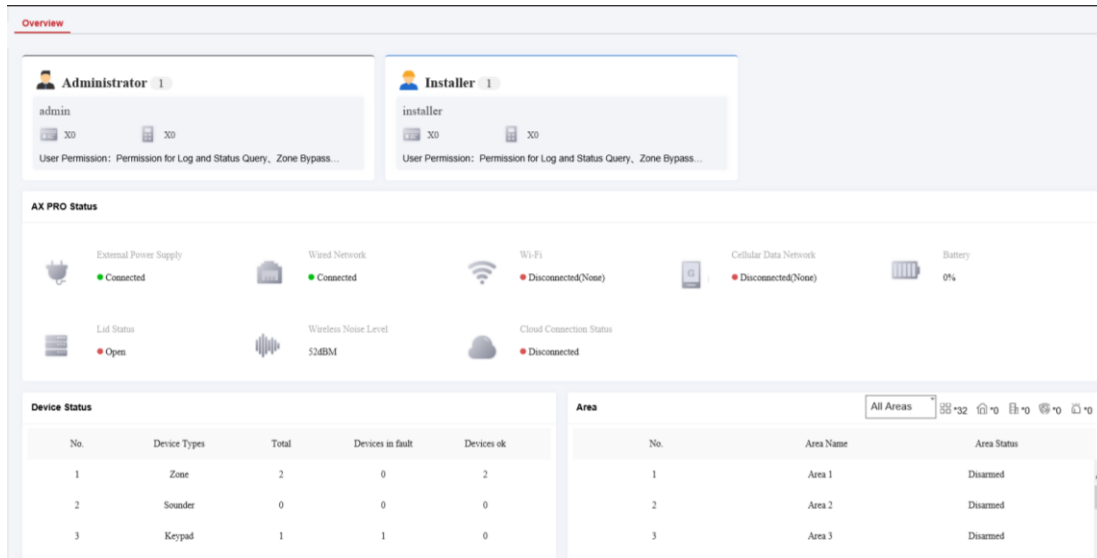 Overview
Administrator 1
admin
X0 X0
User Permission: Permission for Log and Status Query、Zone Bypass...
Installer 1
installer
X0 X0
User Permission: Permission for Log and Status Query、Zone Bypass...
AX PRO Status
External Power Supply
Connected
Wired Network
Connected
Wi-Fi
Disconnected(None)
Cellular Data Network
Disconnected(None)
Battery
0%
Lid Status
Open
Wireless Noise Level
52dBM
Cloud Connection Status
Disconnected
Device Status
No. Device Types Total Devices in fault Devices ok
1 Zone 2 0 2
2 Sounder 0 0 0
3 Keypad 1 1 0
Area All Areas *32 *0 *0 *0 *0
No. Area Name Area Status
1 Area 1 Disarmed
2 Area 2 Disarmed
3 Area 3 Disarmed